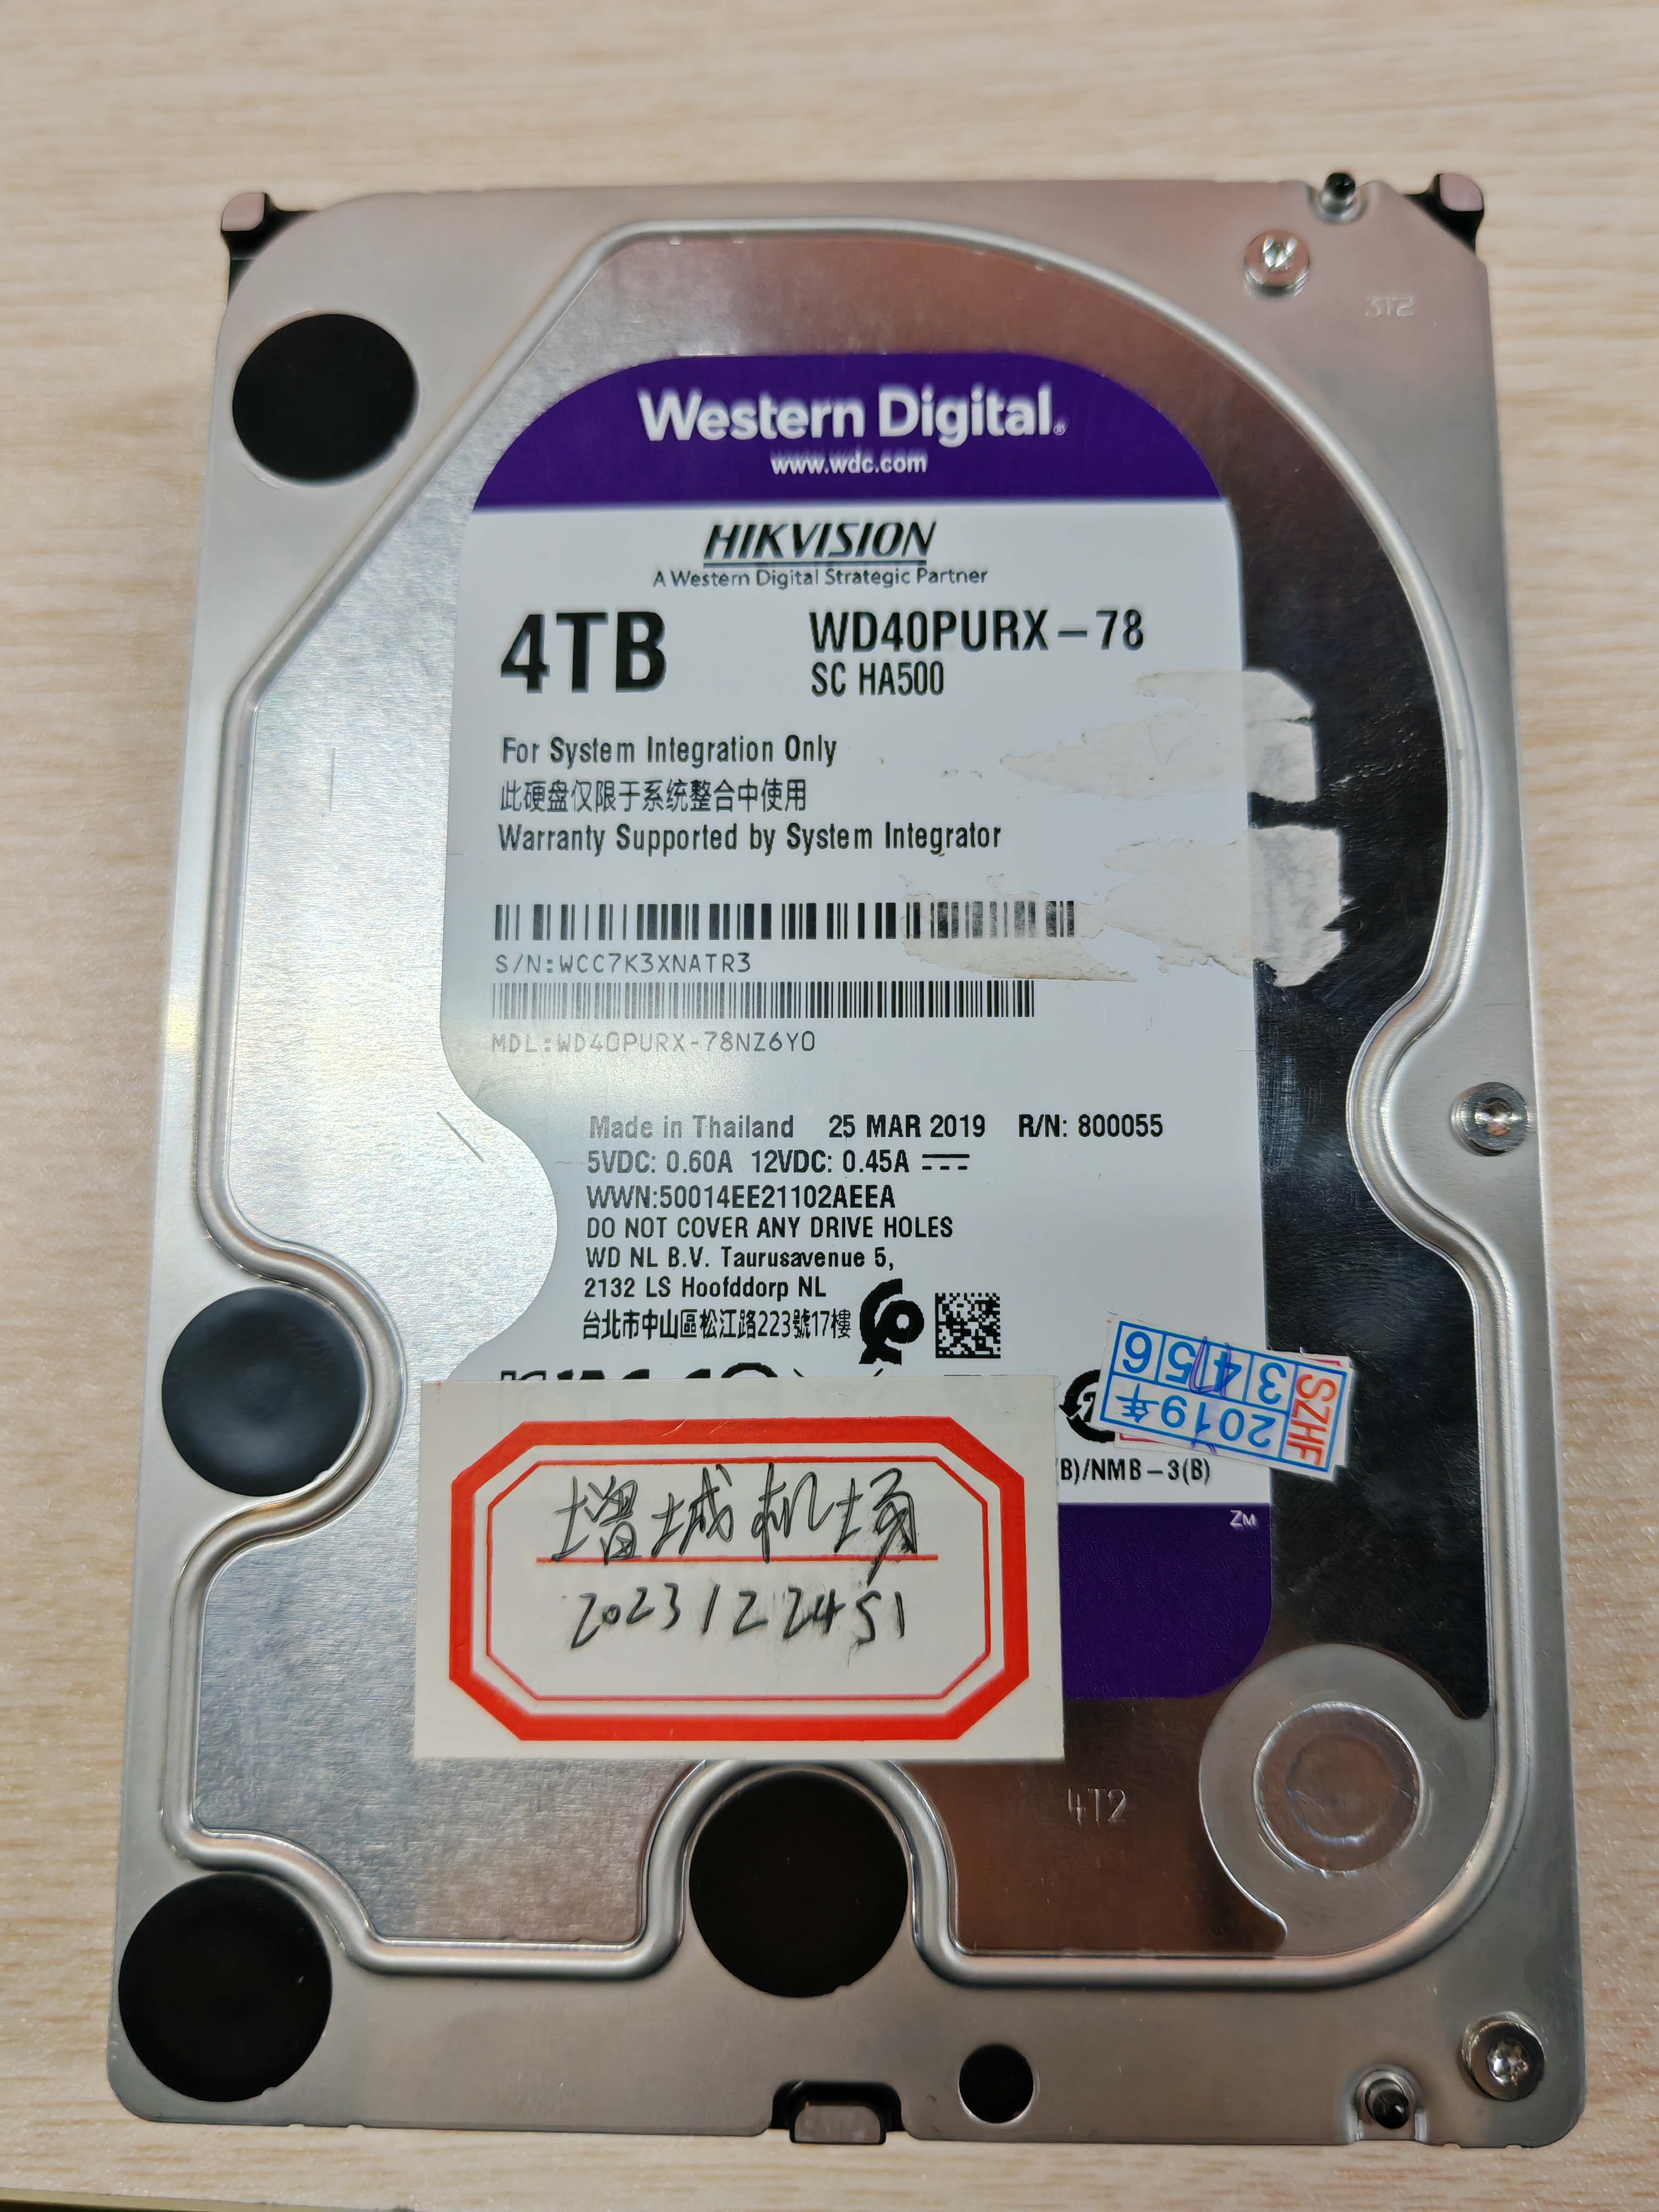 3T2
Western Digital®
www.wdc.com
HIKVISION
A Western Digital Strategic Partner
4TB
WD40PURX-78
SC HA500
For System Integration Only
此硬盘仅限于系统整合中使用
Warranty Supported by System Integrator
S/N:WCC7K3XNATR3
MDL:WD40PURX-78NZ6Y0
Made in Thailand 25 MAR 2019 R/N: 800055
5VDC: 0.60A 12VDC: 0.45A
WWN:50014EE21102AEEA
DO NOT COVER ANY DRIVE HOLES
WD NL B.V. Taurusavenue 5,
2132 LS Hoofddorp NL
台北市中山區松江路223號17樓
SZHF
2019年
3 4 5 6
(B)/NMB-3(B)
ZM
增城机场
2023122451
4T2